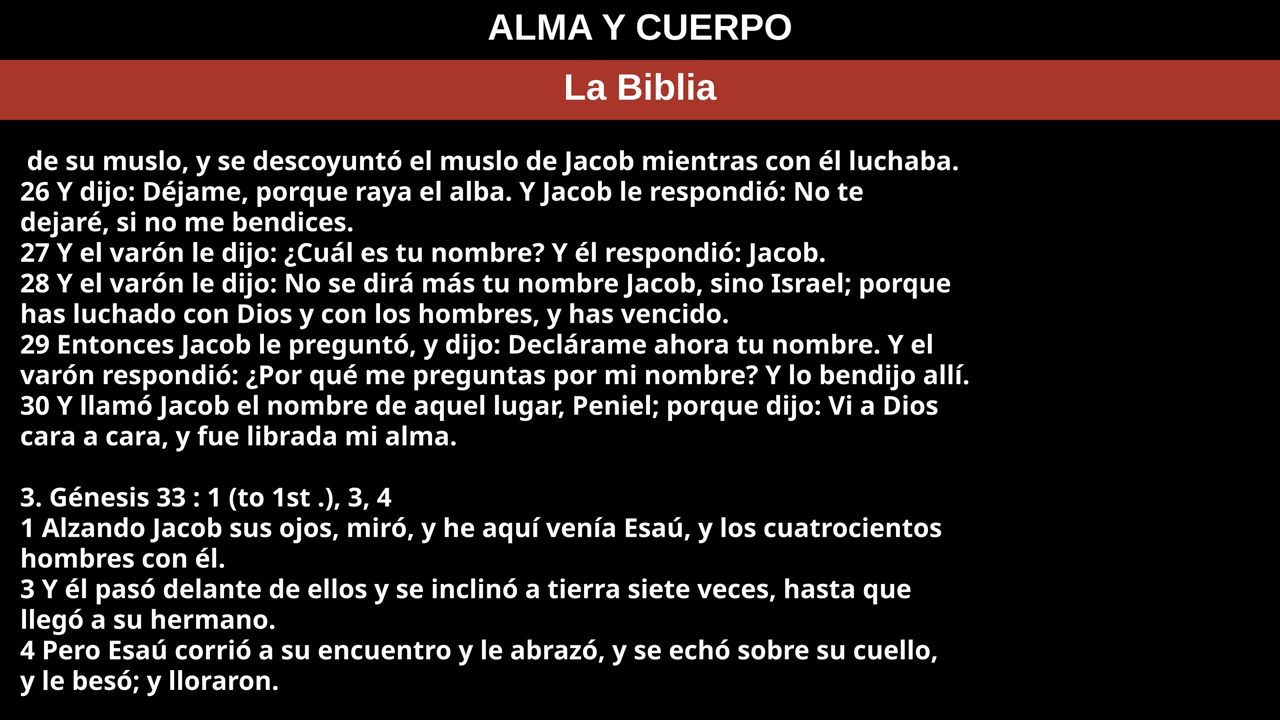 ALMA Y CUERPO
La Biblia
de su muslo, y se descoyuntó el muslo de Jacob mientras con él luchaba.
26 Y dijo: Déjame, porque raya el alba. Y Jacob le respondió: No te
dejaré, si no me bendices.
27 Y el varón le dijo: ¿Cuál es tu nombre? Y él respondió: Jacob.
28 Y el varón le dijo: No se dirá más tu nombre Jacob, sino Israel; porque
has luchado con Dios y con los hombres, y has vencido.
29 Entonces Jacob le preguntó, y dijo: Declárame ahora tu nombre. Y el
varón respondió: ¿Por qué me preguntas por mi nombre? Y lo bendijo allí.
30 Y llamó Jacob el nombre de aquel lugar, Peniel; porque dijo: Vi a Dios
cara a cara, y fue librada mi alma.
3. Génesis 33 : 1 (to 1st .), 3, 4
1 Alzando Jacob sus ojos, miró, y he aquí venía Esaú, y los cuatrocientos
hombres con él.
3 Y él pasó delante de ellos y se inclinó a tierra siete veces, hasta que
llegó a su hermano.
4 Pero Esaú corrió a su encuentro y le abrazó, y se echó sobre su cuello,
y le besó; y lloraron.